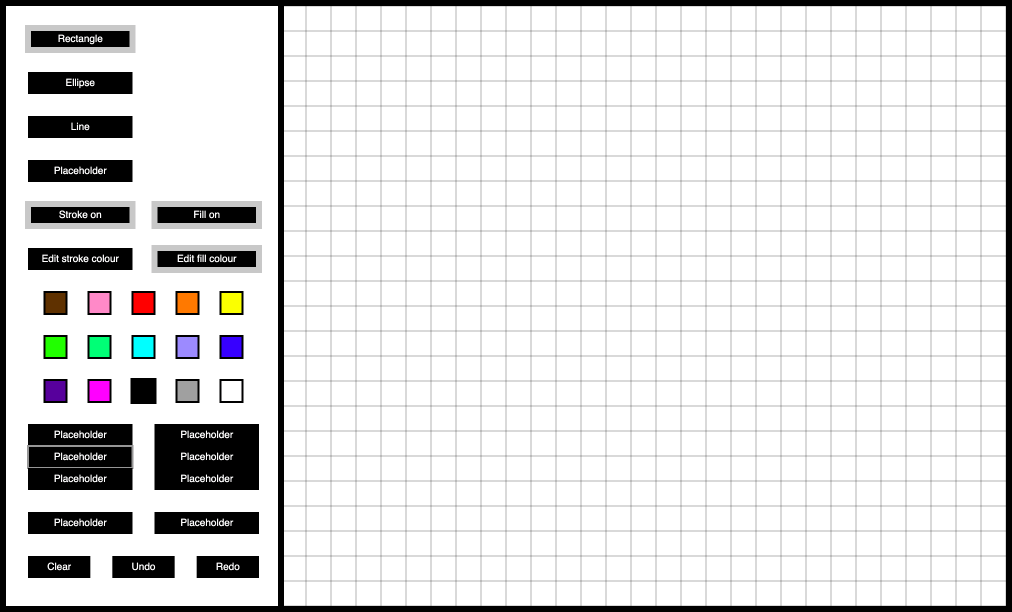 Rectangle
Ellipse
Line
Placeholder
Stroke on Fill on
Edit stroke colour Edit fill colour
Placeholder Placeholder
Placeholder Placeholder
Placeholder Placeholder
Placeholder Placeholder
Clear Undo Redo